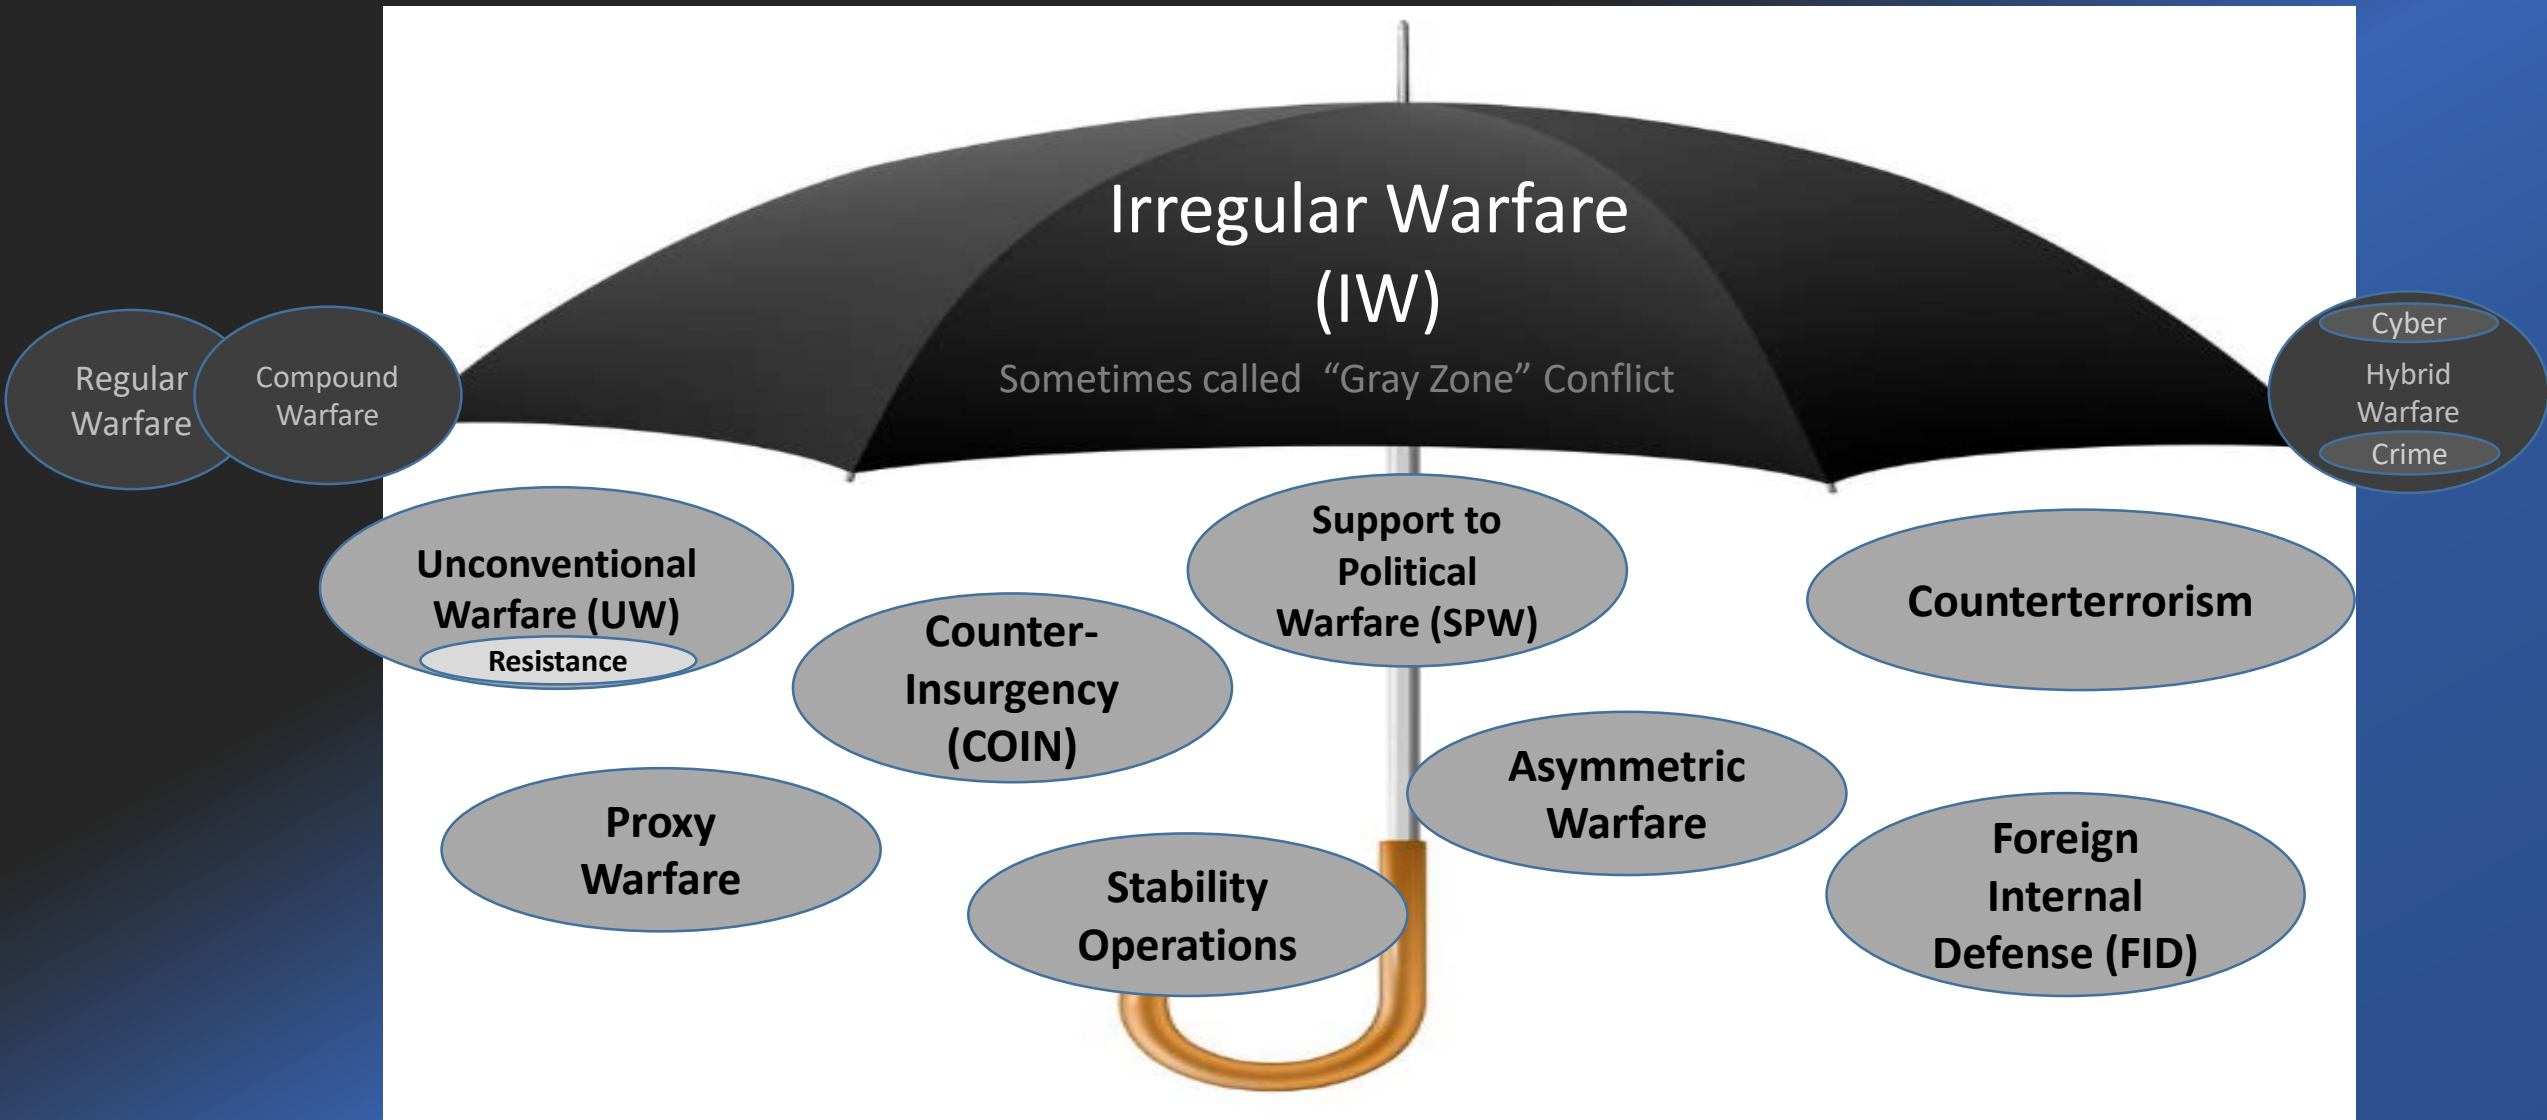 Irregular Warfare
(IW)
Sometimes called “Gray Zone” Conflict
Regular
Warfare
Compound
Warfare
Cyber
Hybrid
Warfare
Crime
Unconventional
Warfare (UW)
Resistance
Counter-
Insurgency
(COIN)
Support to
Political
Warfare (SPW)
Counterterrorism
Proxy
Warfare
Stability
Operations
Asymmetric
Warfare
Foreign
Internal
Defense (FID)